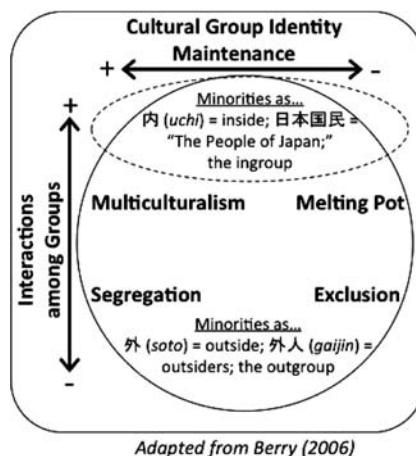 Cultural Group Identity
Maintenance
+ -
+
Minorities as...
内 (uchi) = inside; 日本国民 =
"The People of Japan;"
the ingroup
Interactions
among Groups
Multiculturalism Melting Pot
Segregation Exclusion
Minorities as...
外 (soto) = outside; 外人 (gaijin) =
outsiders; the outgroup
-
Adapted from Berry (2006)